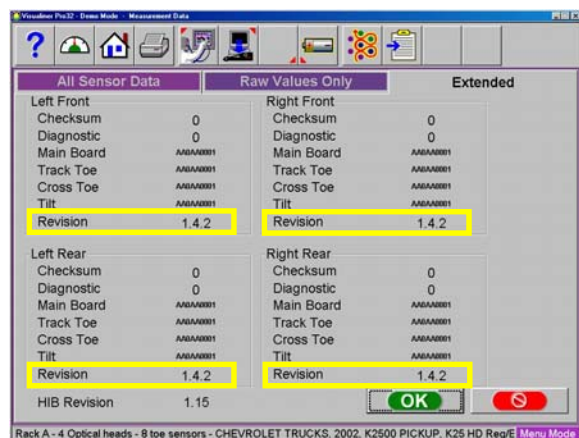 Visualiner Pro32 - Demo Mode - Measurement Data
All Sensor Data Raw Values Only Extended
Left Front
Checksum 0
Diagnostic 0
Main Board AA0AA0001
Track Toe AA0AA0001
Cross Toe AA0AA0001
Tilt AA0AA0001
Revision 1.4.2
Right Front
Checksum 0
Diagnostic 0
Main Board AA0AA0001
Track Toe AA0AA0001
Cross Toe AA0AA0001
Tilt AA0AA0001
Revision 1.4.2
Left Rear
Checksum 0
Diagnostic 0
Main Board AA0AA0001
Track Toe AA0AA0001
Cross Toe AA0AA0001
Tilt AA0AA0001
Revision 1.4.2
Right Rear
Checksum 0
Diagnostic 0
Main Board AA0AA0001
Track Toe AA0AA0001
Cross Toe AA0AA0001
Tilt AA0AA0001
Revision 1.4.2
HIB Revision 1.15
OK
Rack A - 4 Optical heads - 8 toe sensors - CHEVROLET TRUCKS, 2002, K2500 PICKUP, K25 HD Reg/E Menu Mode